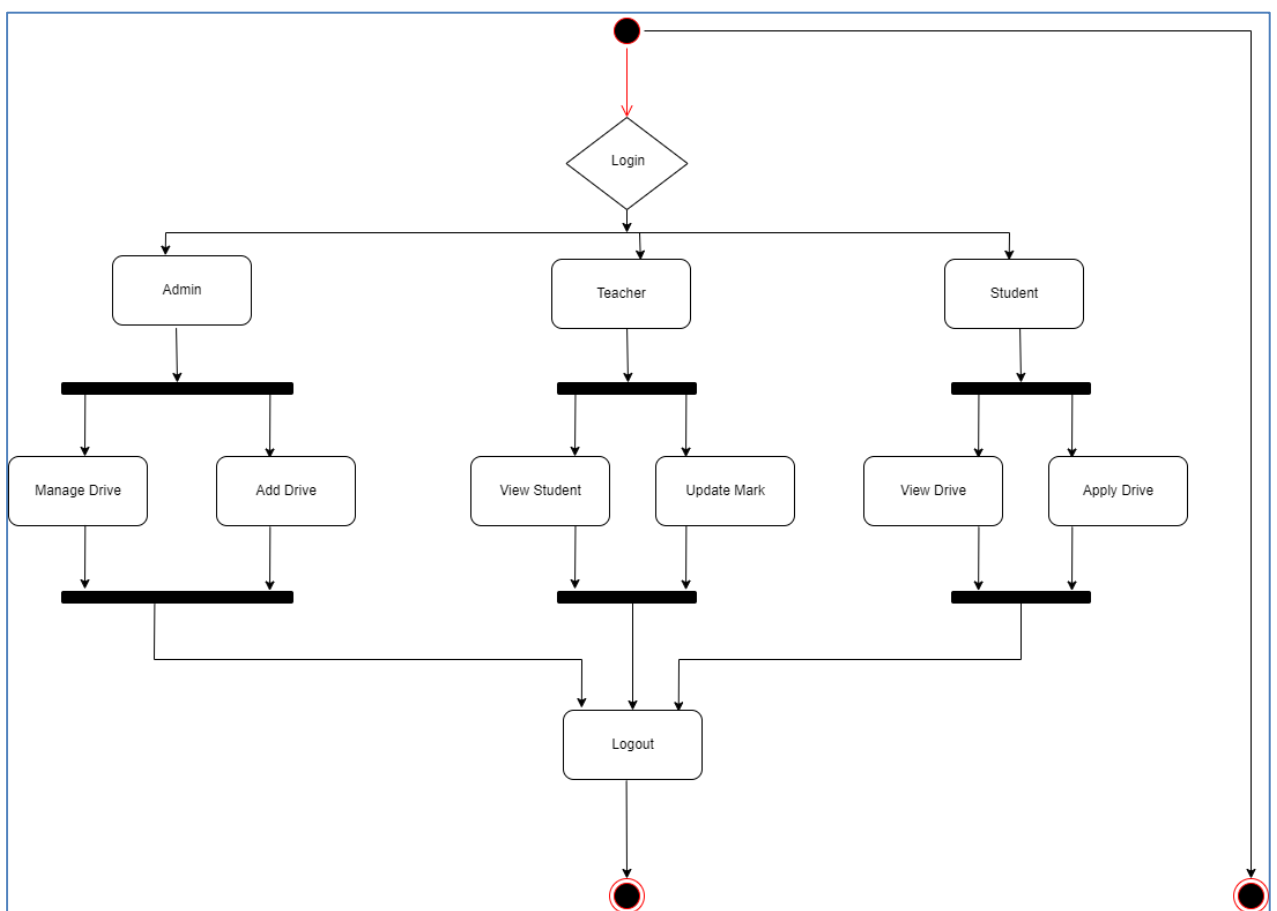 Login
Admin
Teacher
Student
Manage Drive
Add Drive
View Student
Update Mark
View Drive
Apply Drive
Logout